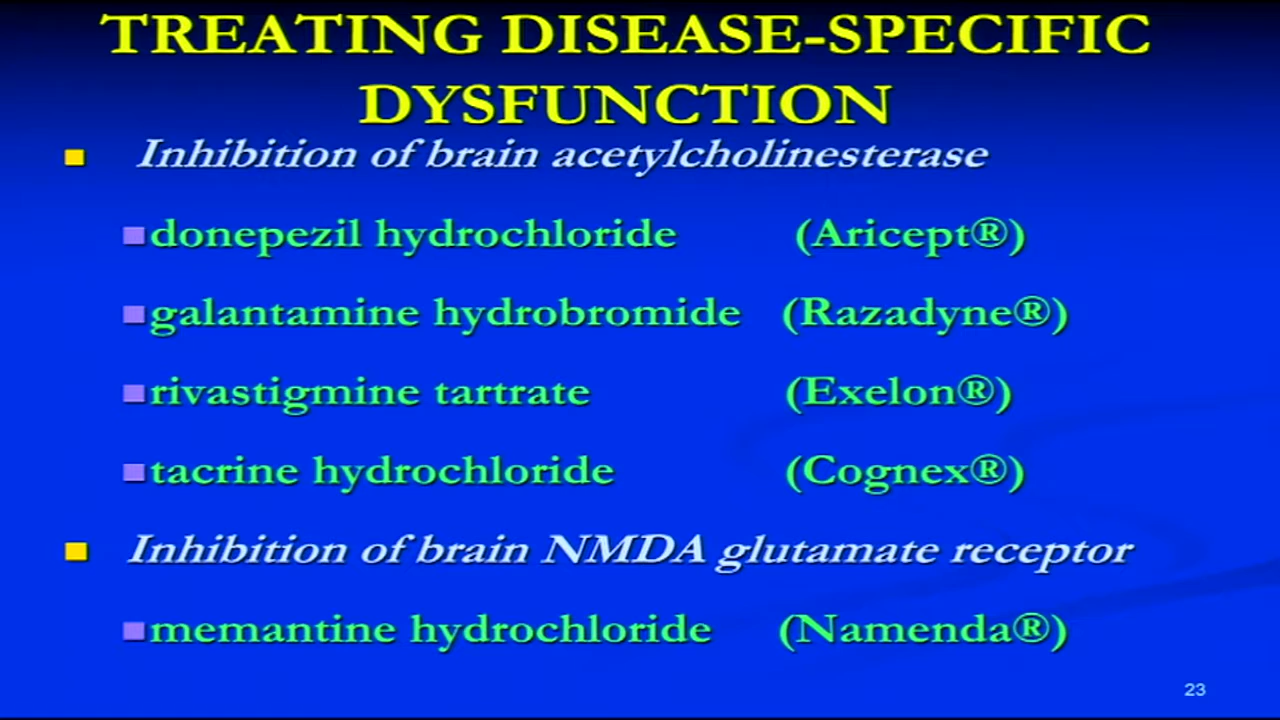 TREATING DISEASE-SPECIFIC
DYSFUNCTION
Inhibition of brain acetylcholinesterase
donepezil hydrochloride (Aricept®)
galantamine hydrobromide (Razadyne®)
rivastigmine tartrate (Exelon®)
tacrine hydrochloride (Cognex®)
Inhibition of brain NMDA glutamate receptor
memantine hydrochloride (Namenda®)
23